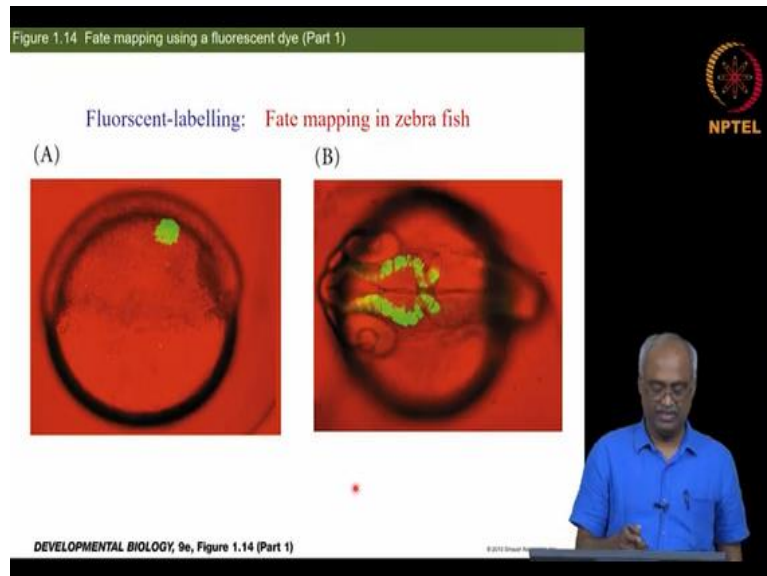 Figure 1.14 Fate mapping using a fluorescent dye (Part 1)
NPTEL
Fluorscent-labelling: Fate mapping in zebra fish
(A) (B)
DEVELOPMENTAL BIOLOGY, 9e, Figure 1.14 (Part 1)